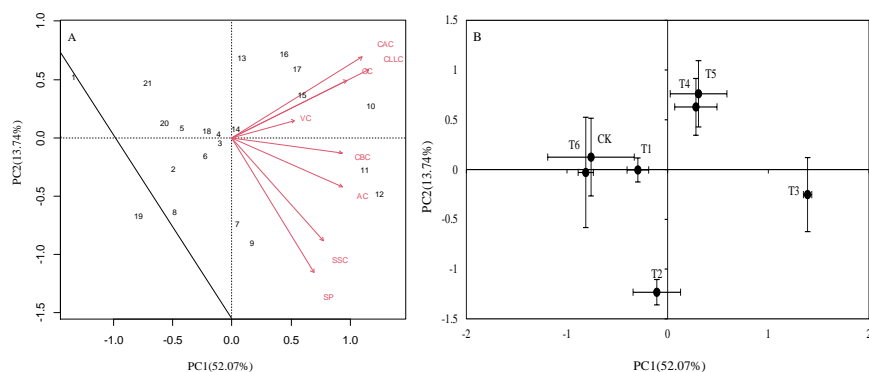 A
1.0
0.5
0.0
-0.5
-1.0
-1.5
PC2(13.74%)
CAC
CLLC
VC
CBC
AC
SSC
SP
1
21
20
5
18
4
3
14
6
2
19
8
7
9
13
16
17
15
10
11
12
-1.0
-0.5
0.0
0.5
1.0
PC1(52.07%)
B
1.5
1
0.5
0
-0.5
-1
-1.5
PC2(13.74%)
T5
T4
CK
T6
T1
T3
T2
-2
-1
0
1
2
PC1(52.07%)